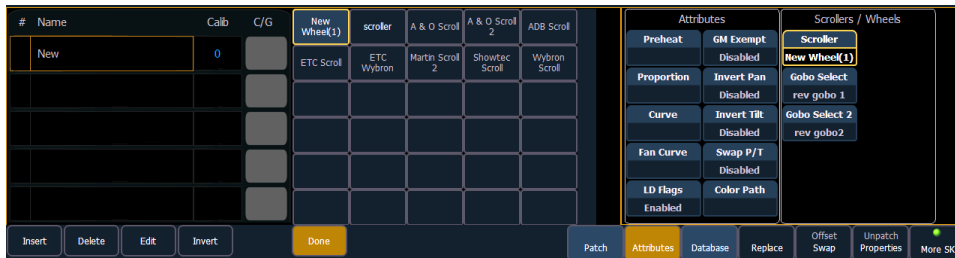 # Name Calib C/G
New 0
New Wheel(1)
scroller
A & O Scroll
A & O Scroll 2
ADB Scroll
ETC Scroll
ETC Wybron
Martin Scroll 2
Showtec Scroll
Wybron Scroll
Attributes
Preheat
GM Exempt
Disabled
Proportion
Invert Pan
Disabled
Curve
Invert Tilt
Disabled
Fan Curve
Swap P/T
Disabled
LD Flags
Enabled
Color Path
Scrollers / Wheels
Scroller
New Wheel(1)
Gobo Select
rev gobo 1
Gobo Select 2
rev gobo2
Insert
Delete
Edit
Invert
Done
Patch
Attributes
Database
Replace
Offset
Swap
Unpatch
Properties
More SK